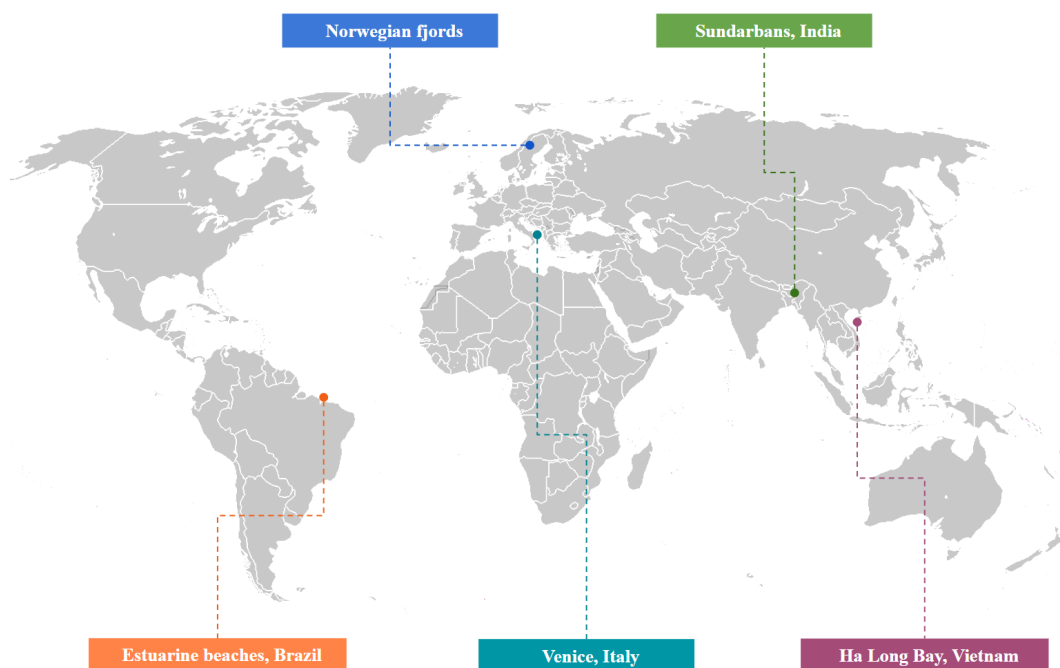 Norwegian fjords
Sundarbans, India
Estuarine beaches, Brazil
Venice, Italy
Ha Long Bay, Vietnam